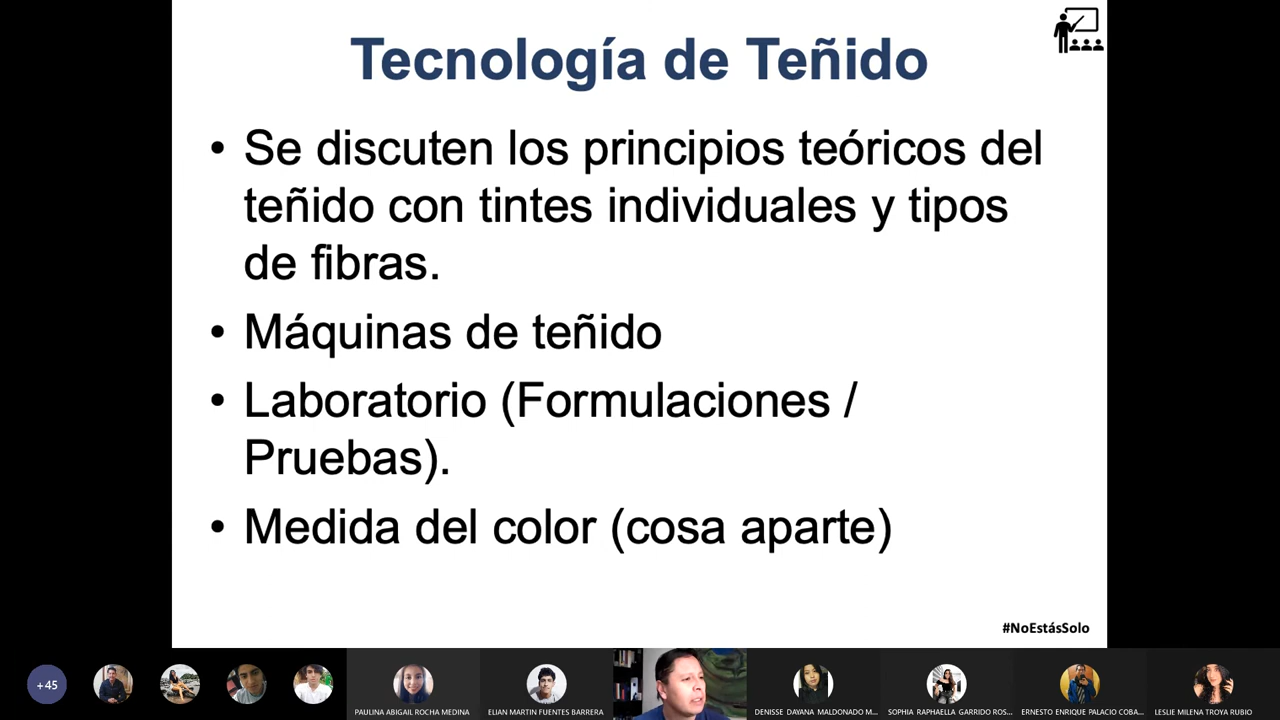 Tecnología de Teñido
• Se discuten los principios teóricos del
teñido con tintes individuales y tipos
de fibras.
• Máquinas de teñido
• Laboratorio (Formulaciones /
Pruebas).
• Medida del color (cosa aparte)
#NoEstásSolo
+45
PAULINA ABIGAIL ROCHA MEDINA
ELIAN MARTIN FUENTES BARRERA
DENISSE DAYANA MALDONADO M...
SOPHIA RAPHAELLA GARRIDO ROS...
ERNESTO ENRIQUE PALACIO COBA...
LESLIE MILENA TROYA RUBIO